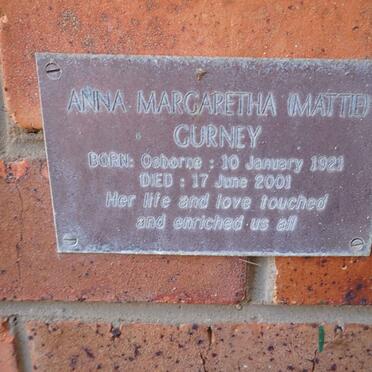 ANNA MARGARETHA (MATTIE)
GURNEY
BORN: Osborne : 10 January 1921
DIED : 17 June 2001
Her life and love touched
and enriched us all